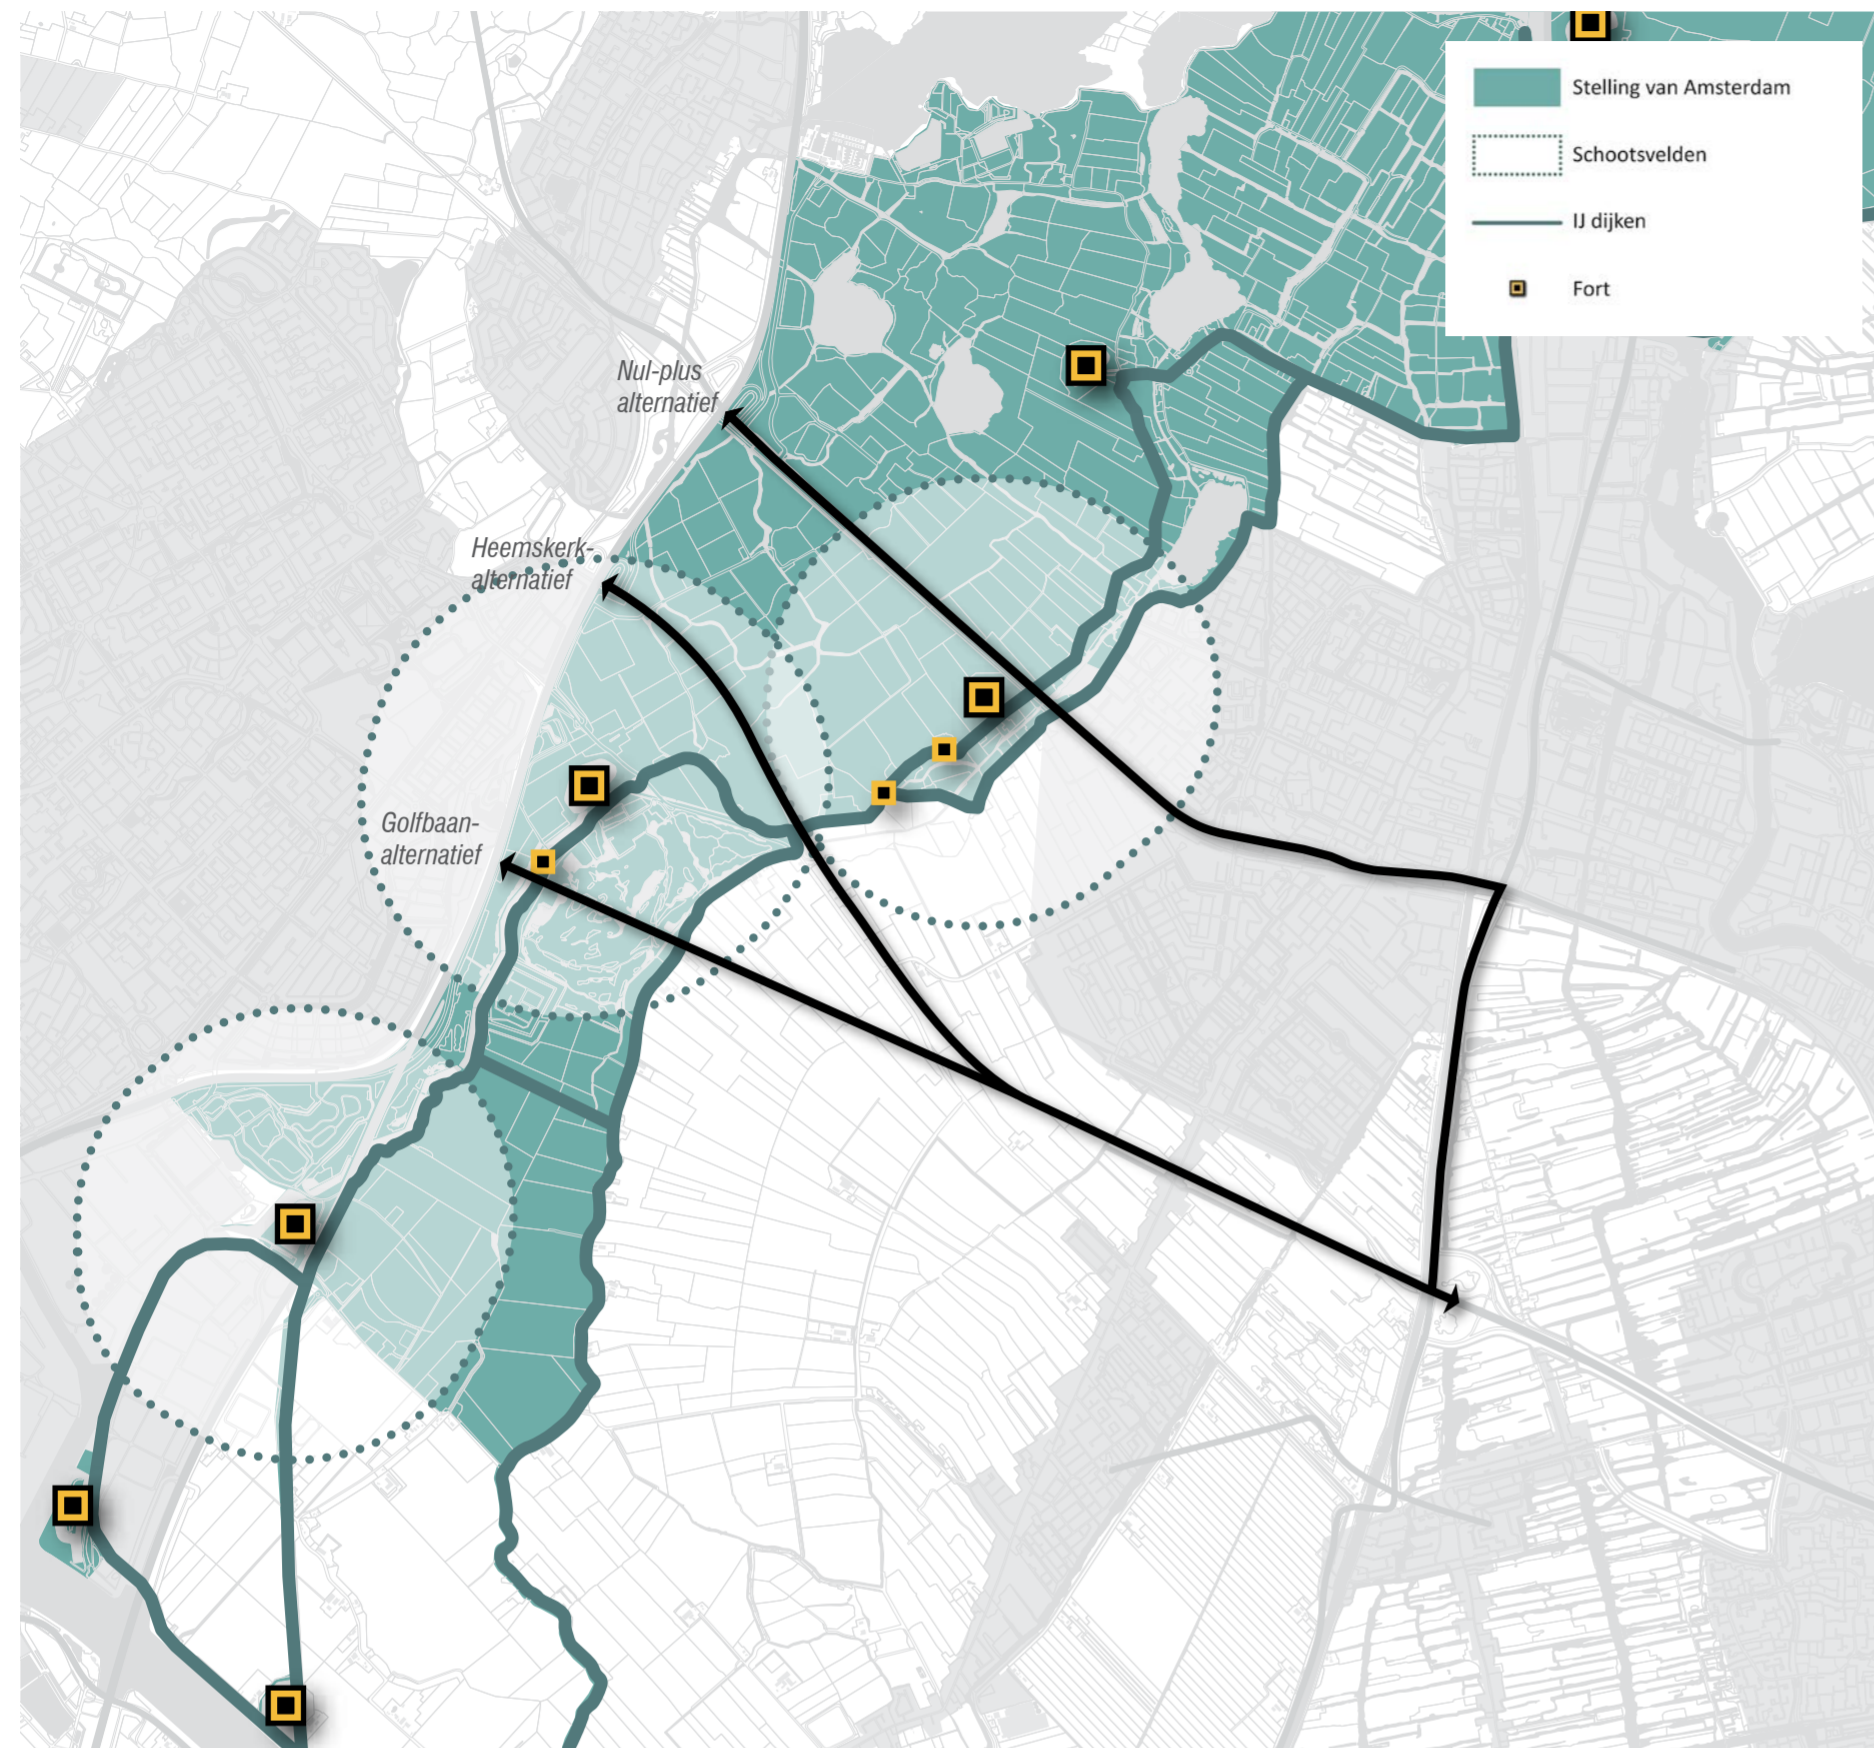 Stelling van Amsterdam
Schootsvelden
IJ dijken
Fort
Nul-plus
alternatief
Heemskerk-
alternatief
Golfbaan-
alternatief